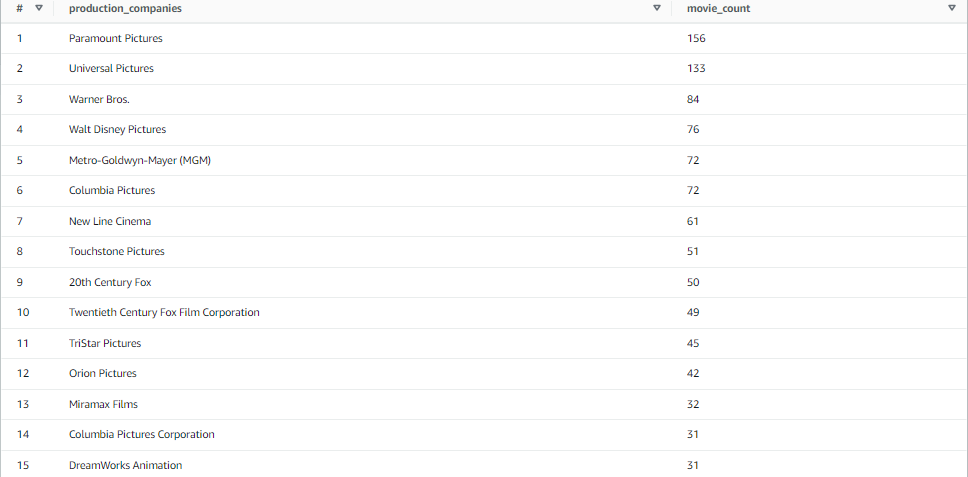 # production_companies movie_count
1 Paramount Pictures 156
2 Universal Pictures 133
3 Warner Bros. 84
4 Walt Disney Pictures 76
5 Metro-Goldwyn-Mayer (MGM) 72
6 Columbia Pictures 72
7 New Line Cinema 61
8 Touchstone Pictures 51
9 20th Century Fox 50
10 Twentieth Century Fox Film Corporation 49
11 TriStar Pictures 45
12 Orion Pictures 42
13 Miramax Films 32
14 Columbia Pictures Corporation 31
15 DreamWorks Animation 31